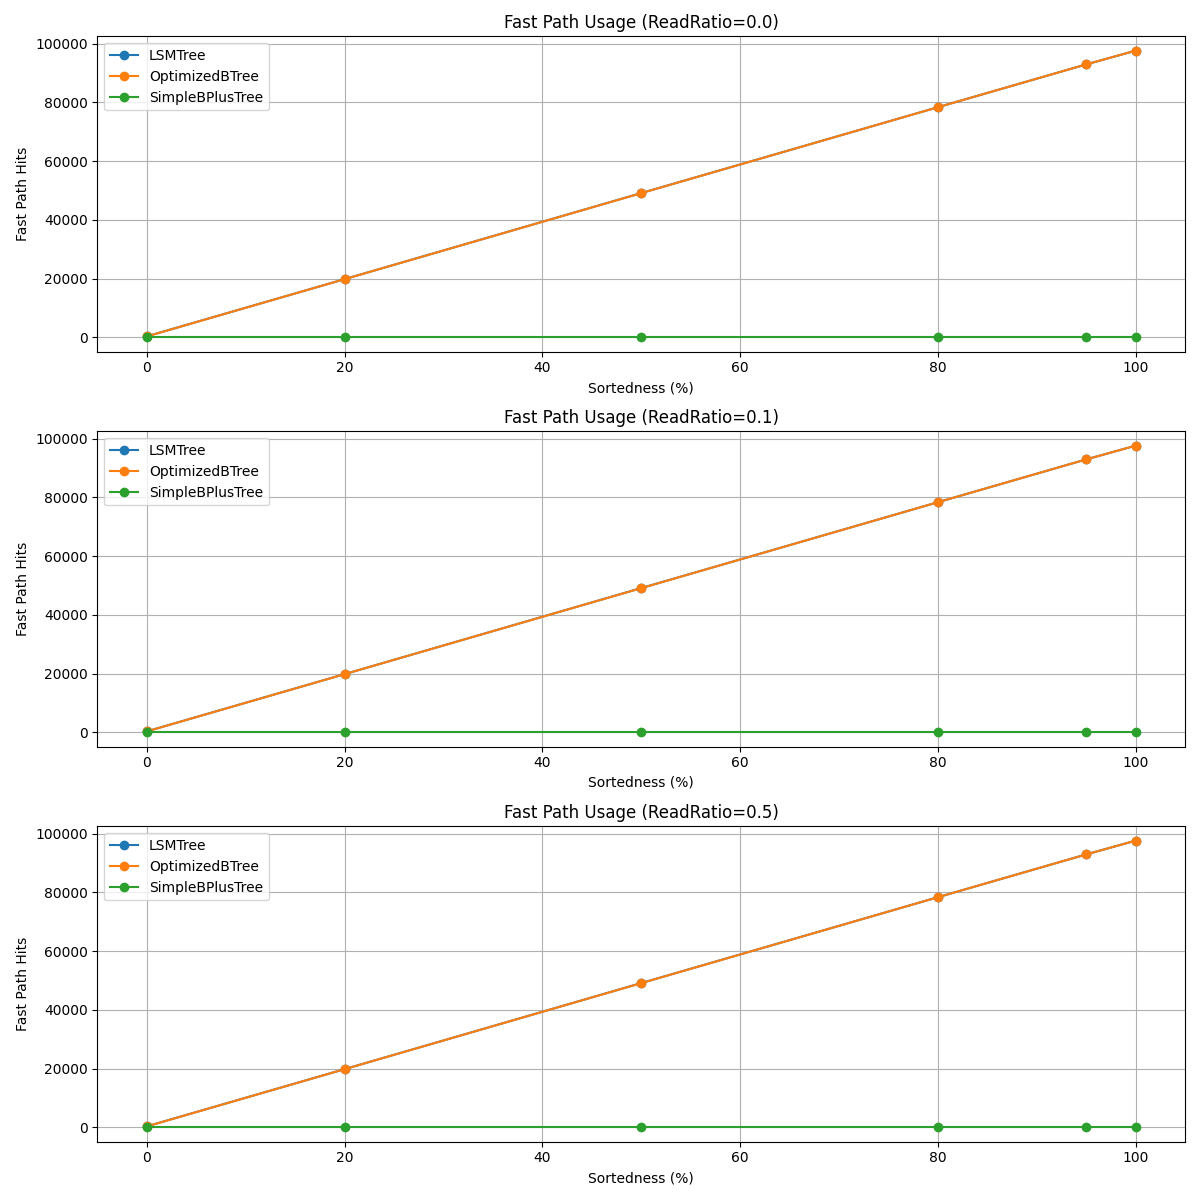 Fast Path Usage (ReadRatio=0.0)
100000
80000
60000
40000
20000
0
Fast Path Hits
LSMTree
OptimizedBTree
SimpleBPlusTree
0 20 40 60 80 100
Sortedness (%)
Fast Path Usage (ReadRatio=0.1)
100000
80000
60000
40000
20000
0
Fast Path Hits
LSMTree
OptimizedBTree
SimpleBPlusTree
0 20 40 60 80 100
Sortedness (%)
Fast Path Usage (ReadRatio=0.5)
100000
80000
60000
40000
20000
0
Fast Path Hits
LSMTree
OptimizedBTree
SimpleBPlusTree
0 20 40 60 80 100
Sortedness (%)